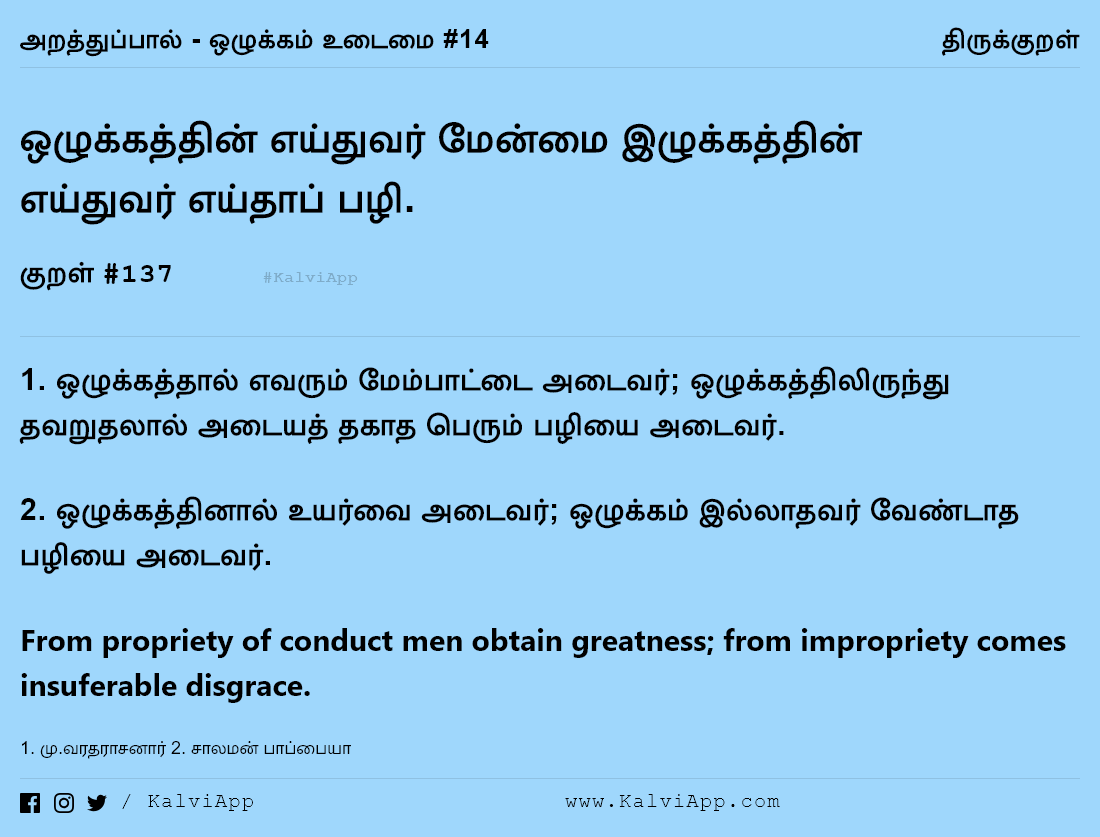 அறத்துப்பால் - ஒழுக்கம் உடைமை #14
திருக்குறள்
ஒழுக்கத்தின் எய்துவர் மேன்மை இழுக்கத்தின்
எய்துவர் எய்தாப் பழி.
குறள் #137
#KalviApp
1. ஒழுக்கத்தால் எவரும் மேம்பாட்டை அடைவர்; ஒழுக்கத்திலிருந்து
தவறுதலால் அடையத் தகாத பெரும் பழியை அடைவர்.
2. ஒழுக்கத்தினால் உயர்வை அடைவர்; ஒழுக்கம் இல்லாதவர் வேண்டாத
பழியை அடைவர்.
From propriety of conduct men obtain greatness; from impropriety comes
insuferable disgrace.
1. மு.வரதராசனார் 2. சாலமன் பாப்பையா
/ KalviApp
www.KalviApp.com